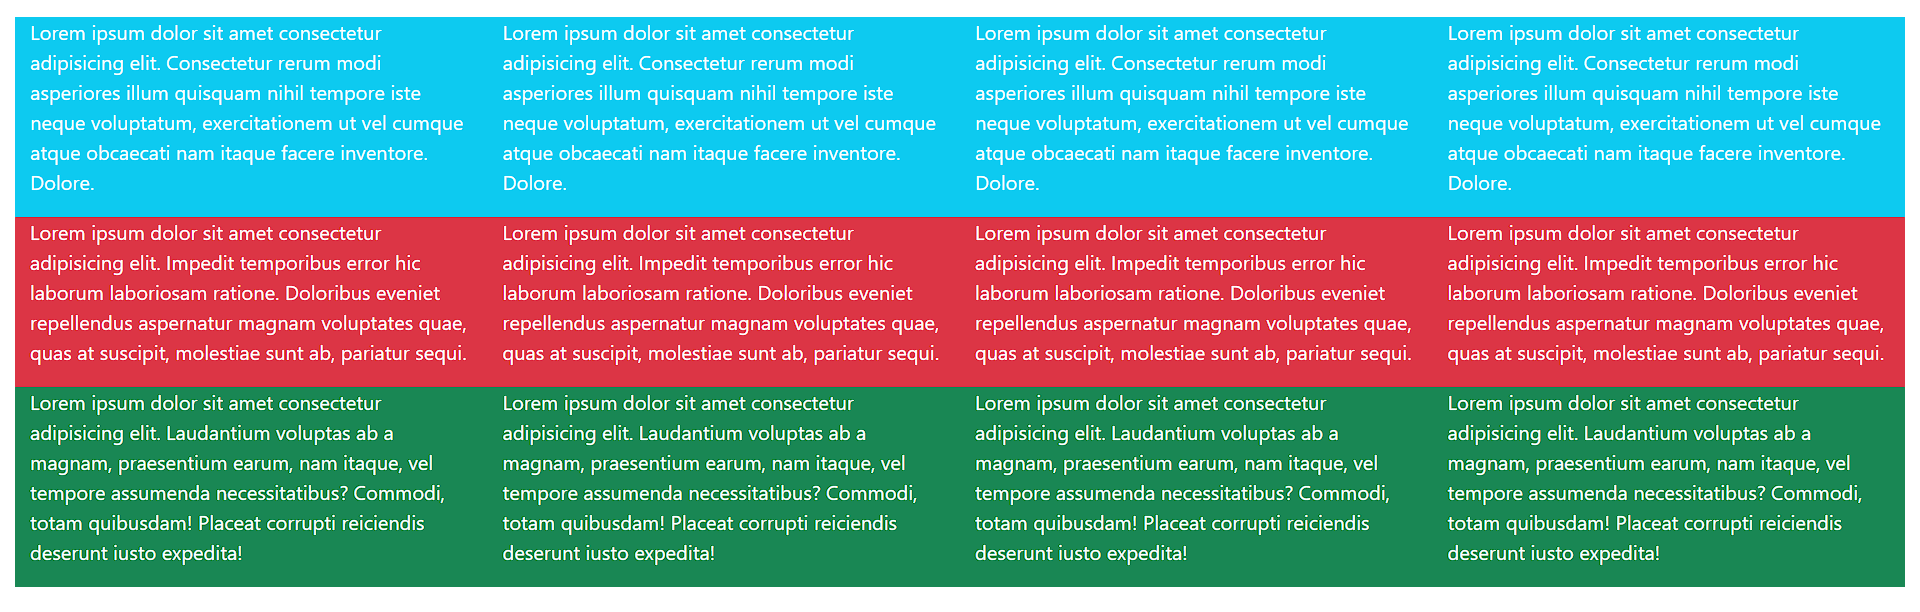 Lorem ipsum dolor sit amet consectetur
adipisicing elit. Consectetur rerum modi
asperiores illum quisquam nihil tempore iste
neque voluptatum, exercitationem ut vel cumque
atque obcaecati nam itaque facere inventore.
Dolore.
Lorem ipsum dolor sit amet consectetur
adipisicing elit. Consectetur rerum modi
asperiores illum quisquam nihil tempore iste
neque voluptatum, exercitationem ut vel cumque
atque obcaecati nam itaque facere inventore.
Dolore.
Lorem ipsum dolor sit amet consectetur
adipisicing elit. Consectetur rerum modi
asperiores illum quisquam nihil tempore iste
neque voluptatum, exercitationem ut vel cumque
atque obcaecati nam itaque facere inventore.
Dolore.
Lorem ipsum dolor sit amet consectetur
adipisicing elit. Consectetur rerum modi
asperiores illum quisquam nihil tempore iste
neque voluptatum, exercitationem ut vel cumque
atque obcaecati nam itaque facere inventore.
Dolore.
Lorem ipsum dolor sit amet consectetur
adipisicing elit. Impedit temporibus error hic
laborum laboriosam ratione. Doloribus eveniet
repellendus aspernatur magnam voluptates quae,
quas at suscipit, molestiae sunt ab, pariatur sequi.
Lorem ipsum dolor sit amet consectetur
adipisicing elit. Impedit temporibus error hic
laborum laboriosam ratione. Doloribus eveniet
repellendus aspernatur magnam voluptates quae,
quas at suscipit, molestiae sunt ab, pariatur sequi.
Lorem ipsum dolor sit amet consectetur
adipisicing elit. Impedit temporibus error hic
laborum laboriosam ratione. Doloribus eveniet
repellendus aspernatur magnam voluptates quae,
quas at suscipit, molestiae sunt ab, pariatur sequi.
Lorem ipsum dolor sit amet consectetur
adipisicing elit. Impedit temporibus error hic
laborum laboriosam ratione. Doloribus eveniet
repellendus aspernatur magnam voluptates quae,
quas at suscipit, molestiae sunt ab, pariatur sequi.
Lorem ipsum dolor sit amet consectetur
adipisicing elit. Laudantium voluptas ab a
magnam, praesentium earum, nam itaque, vel
tempore assumenda necessitatibus? Commodi,
totam quibusdam! Placeat corrupti reiciendis
deserunt iusto expedita!
Lorem ipsum dolor sit amet consectetur
adipisicing elit. Laudantium voluptas ab a
magnam, praesentium earum, nam itaque, vel
tempore assumenda necessitatibus? Commodi,
totam quibusdam! Placeat corrupti reiciendis
deserunt iusto expedita!
Lorem ipsum dolor sit amet consectetur
adipisicing elit. Laudantium voluptas ab a
magnam, praesentium earum, nam itaque, vel
tempore assumenda necessitatibus? Commodi,
totam quibusdam! Placeat corrupti reiciendis
deserunt iusto expedita!
Lorem ipsum dolor sit amet consectetur
adipisicing elit. Laudantium voluptas ab a
magnam, praesentium earum, nam itaque, vel
tempore assumenda necessitatibus? Commodi,
totam quibusdam! Placeat corrupti reiciendis
deserunt iusto expedita!